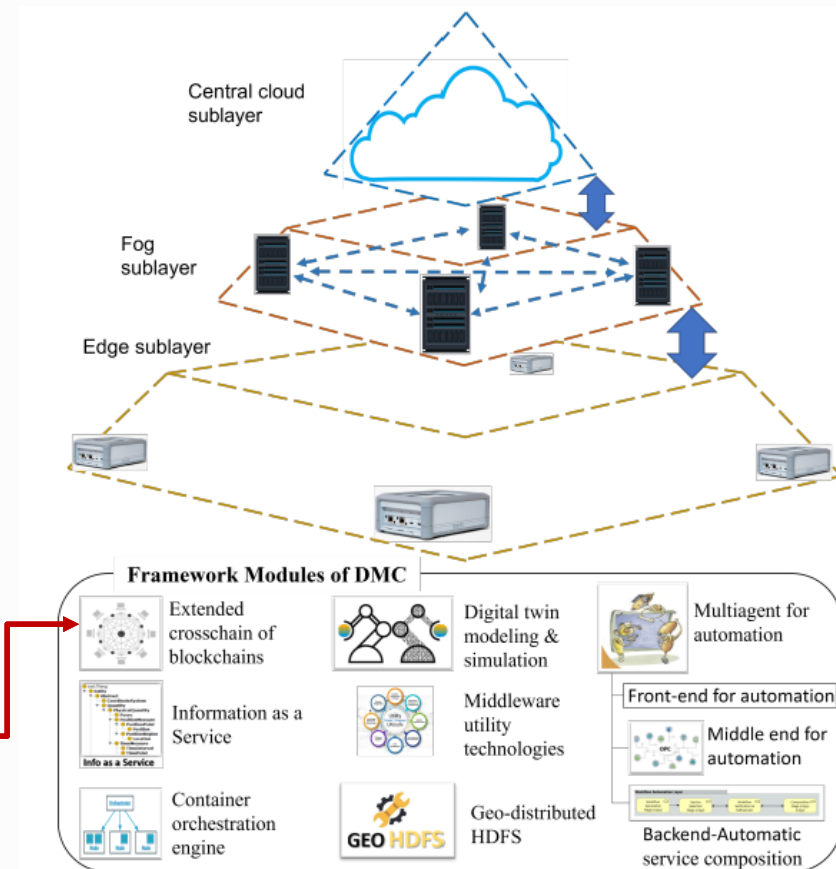 Central cloud
sublayer
Fog
sublayer
Edge sublayer
Framework Modules of DMC
Extended
crosschain of
blockchains
Digital twin
modeling &
simulation
Multiagent for
automation
Information as a
Service
Info as a Service
Middleware
utility
technologies
Front-end for automation
OPC
Middle end for
automation
Container
orchestration
engine
GEO HDFS
Geo-distributed
HDFS
Backend-Automatic
service composition